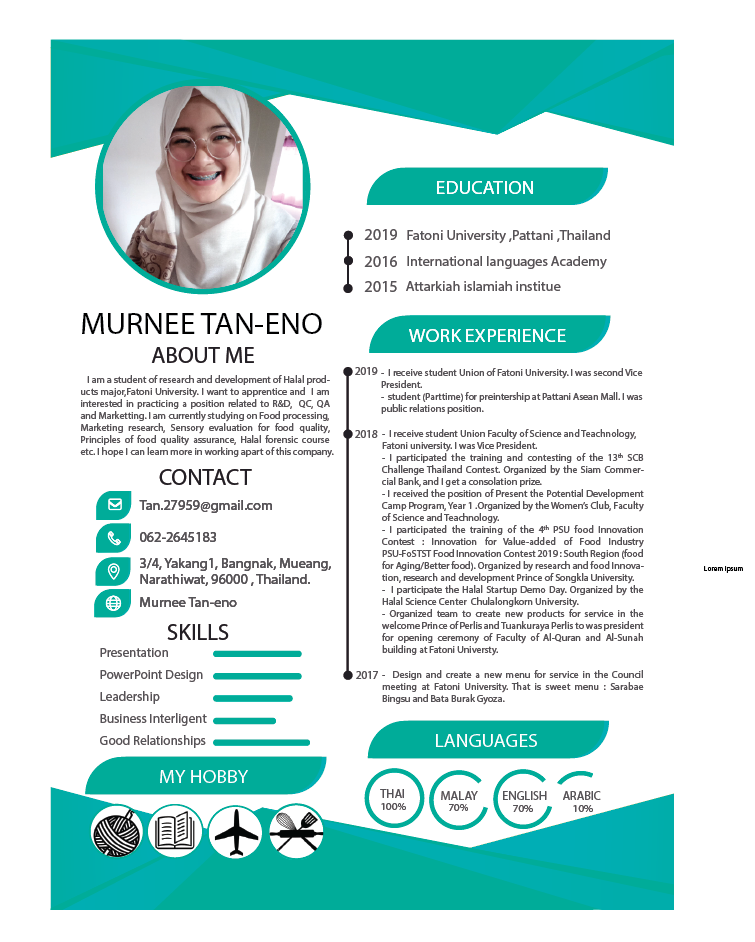 EDUCATION
2019 Fatoni University ,Pattani ,Thailand
2016 International languages Academy
2015 Attarkiah islamiah institue
MURNEE TAN-ENO
ABOUT ME
I am a student of research and development of Halal prod-
ucts major,Fatoni University. I want to apprentice and I am
interested in practicing a position related to R&D, QC, QA
and Marketting. I am currently studying on Food processing,
Marketing research, Sensory evaluation for food quality,
Principles of food quality assurance, Halal forensic course
etc. I hope I can learn more in working apart of this company.
CONTACT
Tan.27959@gmail.com
062-2645183
3/4, Yakang1, Bangnak, Mueang,
Narathiwat, 96000 , Thailand.
Murnee Tan-eno
SKILLS
Presentation
PowerPoint Design
Leadership
Business Interligent
Good Relationships
MY HOBBY
WORK EXPERIENCE
2019 - I receive student Union of Fatoni University. I was second Vice
President.
- student (Parttime) for preintership at Pattani Asean Mall. I was
public relations position.
2018 - I receive student Union Faculty of Science and Teachnology,
Fatoni university. I was Vice President.
- I participated the training and contesting of the 13th SCB
Challenge Thailand Contest. Organized by the Siam Commer-
cial Bank, and I get a consolation prize.
- I received the position of Present the Potential Development
Camp Program, Year 1 .Organized by the Women's Club, Faculty
of Science and Teachnology.
- I participated the training of the 4th PSU food Innovation
Contest : Innovation for Value-added of Food Industry
PSU-FoSTST Food Innovation Contest 2019 : South Region (food
for Aging/Better food). Organized by research and food Innova-
tion, research and development Prince of Songkla University.
- I participate the Halal Startup Demo Day. Organized by the
Halal Science Center Chulalongkorn University.
- Organized team to create new products for service in the
welcome Prince of Perlis and Tuankuraya Perlis to was president
for opening ceremony of Faculty of Al-Quran and Al-Sunah
building at Fatoni Universty.
2017 - Design and create a new menu for service in the Council
meeting at Fatoni University. That is sweet menu : Sarabae
Bingsu and Bata Burak Gyoza.
LANGUAGES
THAI
100%
MALAY
70%
ENGLISH
70%
ARABIC
10%
Lorem ipsum